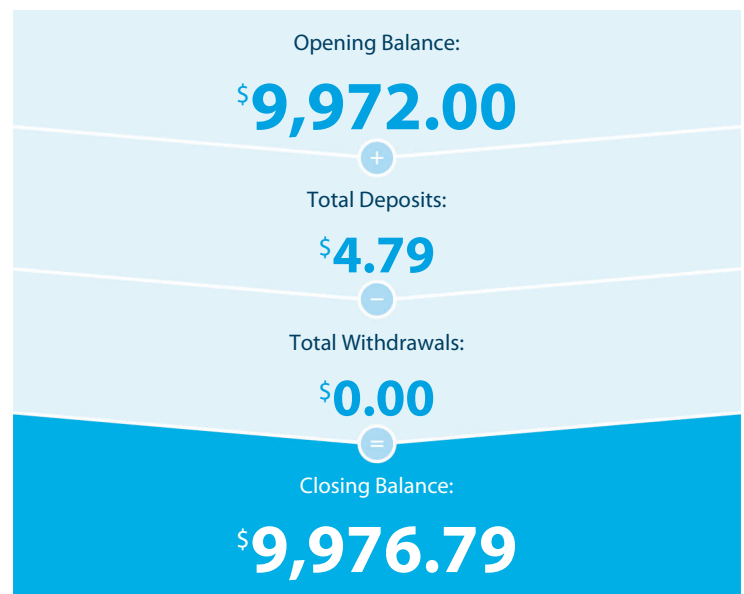 Opening Balance:
$9,972.00
+
Total Deposits:
$4.79
−
Total Withdrawals:
$0.00
=
Closing Balance:
$9,976.79